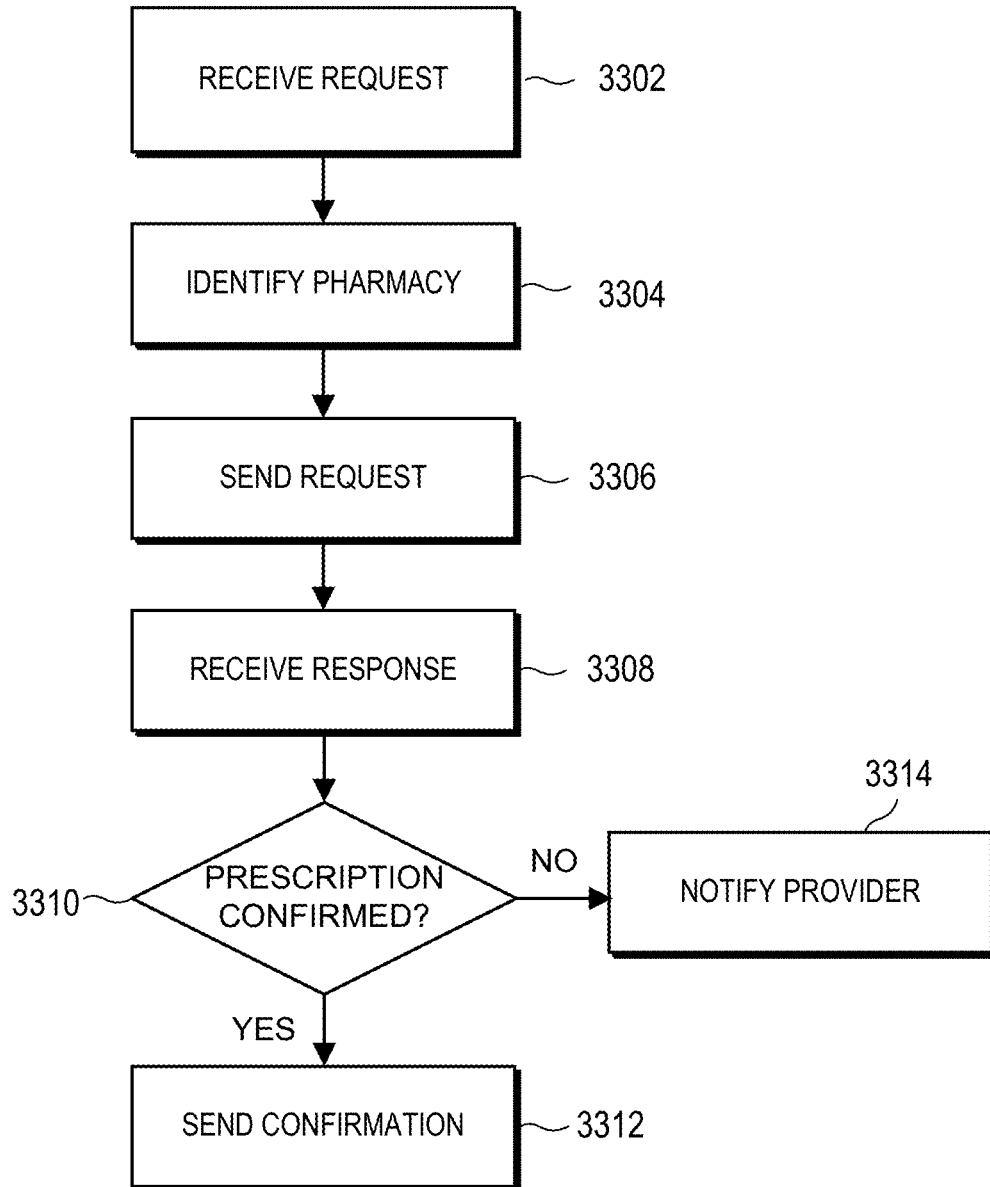 RECEIVE REQUEST
3302
IDENTIFY PHARMACY
3304
SEND REQUEST
3306
RECEIVE RESPONSE
3308
3310
PRESCRIPTION
CONFIRMED?
NO
3314
NOTIFY PROVIDER
YES
SEND CONFIRMATION
3312